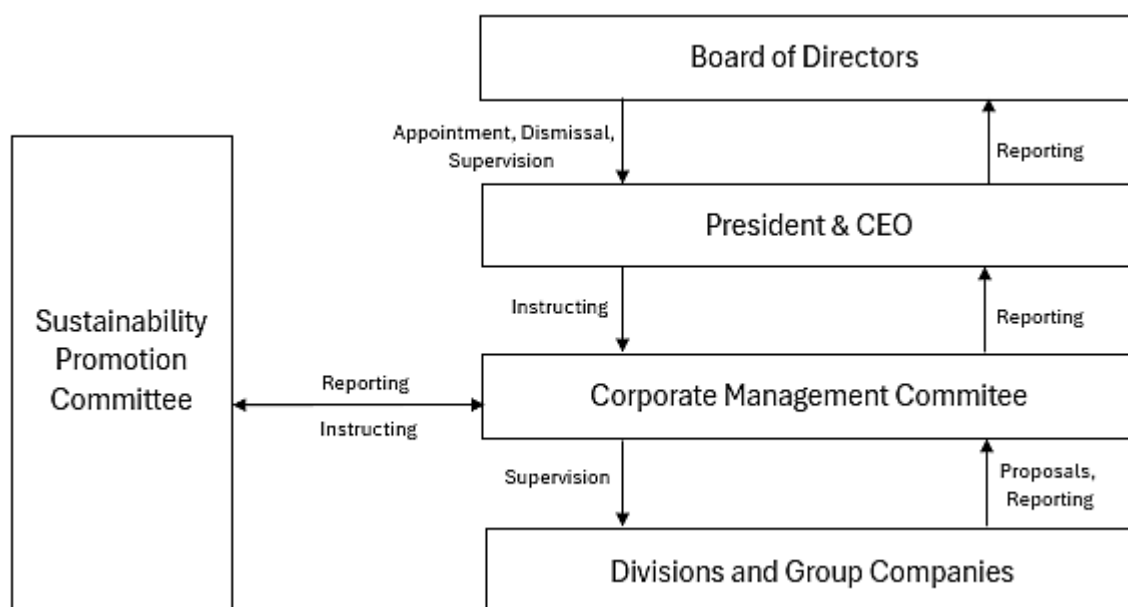 Board of Directors
Appointment, Dismissal,
Supervision
Reporting
President & CEO
Instructing
Reporting
Sustainability
Promotion
Committee
Reporting
Instructing
Corporate Management Commitee
Supervision
Proposals,
Reporting
Divisions and Group Companies